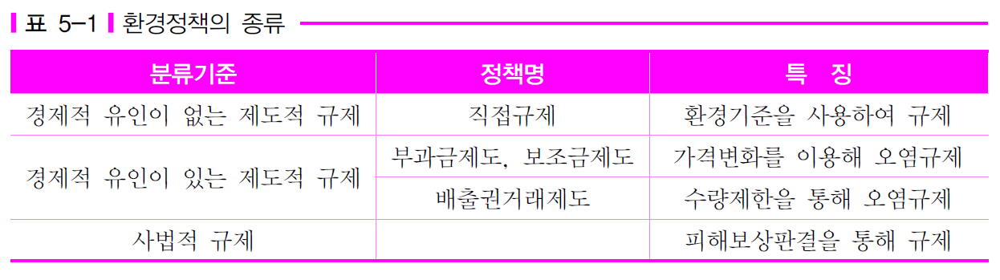 표 5-1 환경정책의 종류
분류기준 정책명 특 징
경제적 유인이 없는 제도적 규제 직접규제 환경기준을 사용하여 규제
경제적 유인이 있는 제도적 규제 부과금제도, 보조금제도 가격변화를 이용해 오염규제
배출권거래제도 수량제한을 통해 오염규제
사법적 규제 피해보상판결을 통해 규제